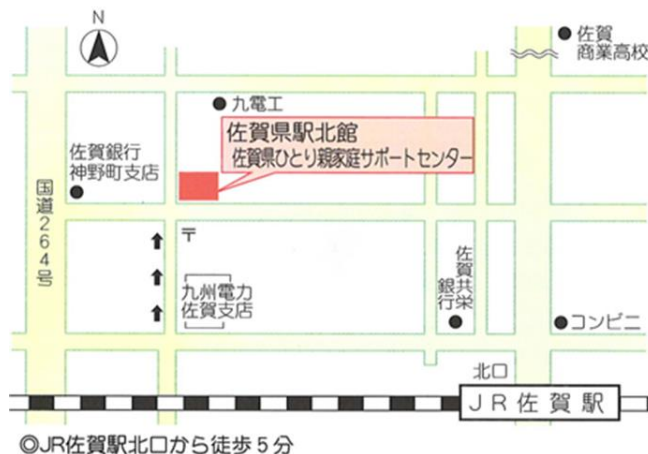 N
佐賀
商業高校
九電工
佐賀県駅北館
佐賀県ひとり親家庭サポートセンター
佐賀銀行
神野町支店
国道264号
〒
九州電力
佐賀支店
佐賀共栄
銀行
コンビニ
北口
JR佐賀駅
◎JR佐賀駅北口から徒歩5分